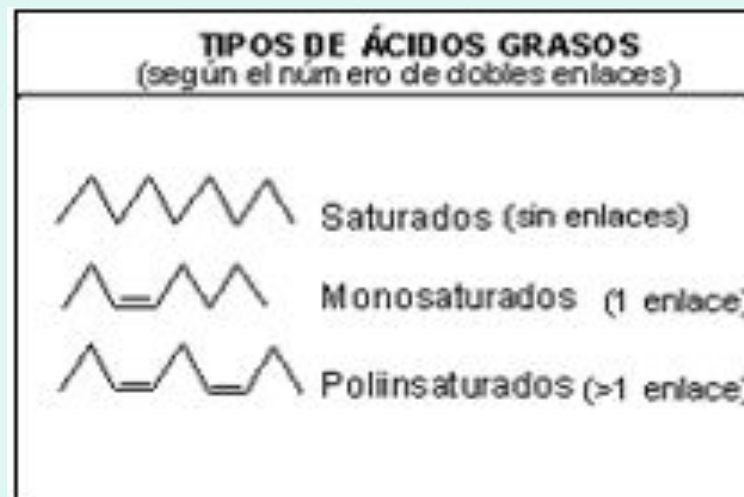 TIPOS DE ÁCIDOS GRASOS
(según el número de dobles enlaces)
Saturados (sin enlaces)
Monosaturados (1 enlace)
Poliinsaturados (>1 enlace)